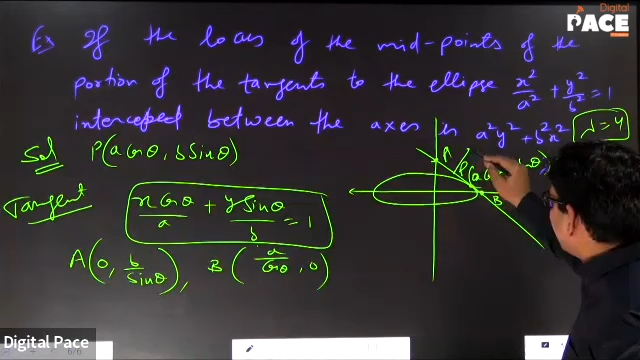 Digital
PACE
Ex If the locus of the mid-points of the
portion of the tangents to the ellipse x²/a² + y²/b² = 1
intercepted between the axes is a²y² + b²x² λ = 4
Sol P(a Cosθ, b Sinθ)
Tangent x Cosθ/a + y Sinθ/b = 1
A(0, b/Sinθ), B(a/Cosθ, 0)
A
P(a
θ)
B
Digital Pace
6/6